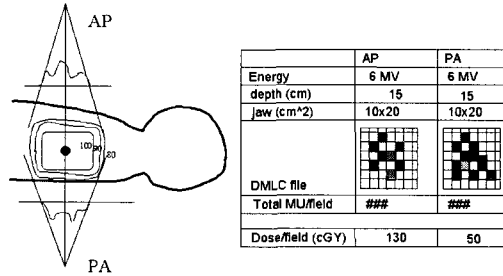 AP
100 90 80
PA
AP PA
Energy 6 MV 6 MV
depth (cm) 15 15
jaw (cm^2) 10x20 10x20
DMLC file
Total MU/field ### ###
Dose/field (cGY) 130 50